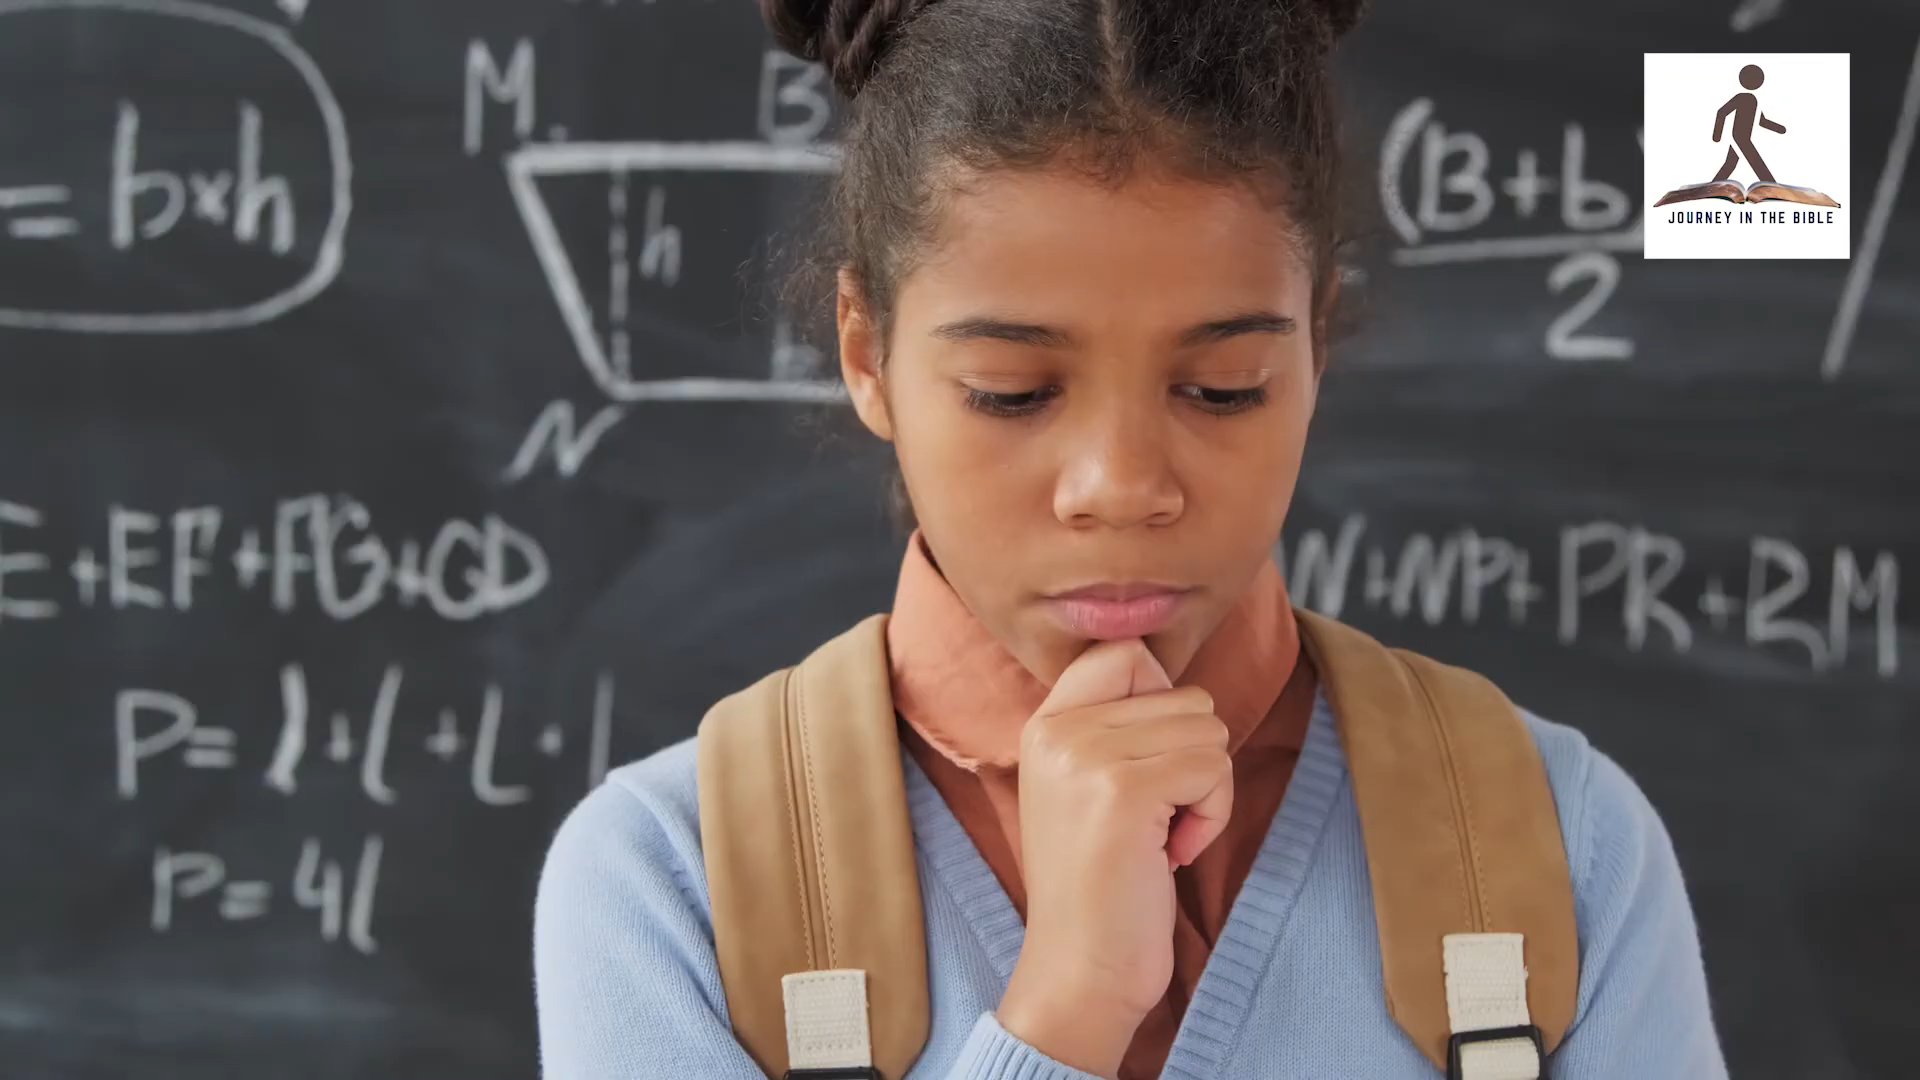 M B
= b×h
h
(B+b)
2
JOURNEY IN THE BIBLE
N
E+EF+FG+GD
N+NP+PR+RM
P=l+l+l+l
P=4l